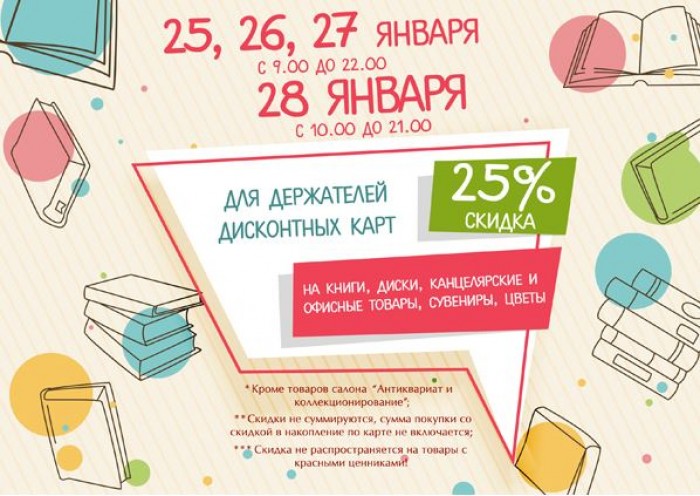 25, 26, 27 ЯНВАРЯ
С 9.00 ДО 22.00
28 ЯНВАРЯ
С 10.00 ДО 21.00
ДЛЯ ДЕРЖАТЕЛЕЙ
ДИСКОНТНЫХ КАРТ
25%
СКИДКА
НА КНИГИ, ДИСКИ, КАНЦЕЛЯРСКИЕ И
ОФИСНЫЕ ТОВАРЫ, СУВЕНИРЫ, ЦВЕТЫ
*Кроме товаров салона "Антиквариат и
коллекционирование";
**Скидки не суммируются, сумма покупки со
скидкой в накопление по карте не включается;
***Скидка не распространяется на товары с
красными ценниками!